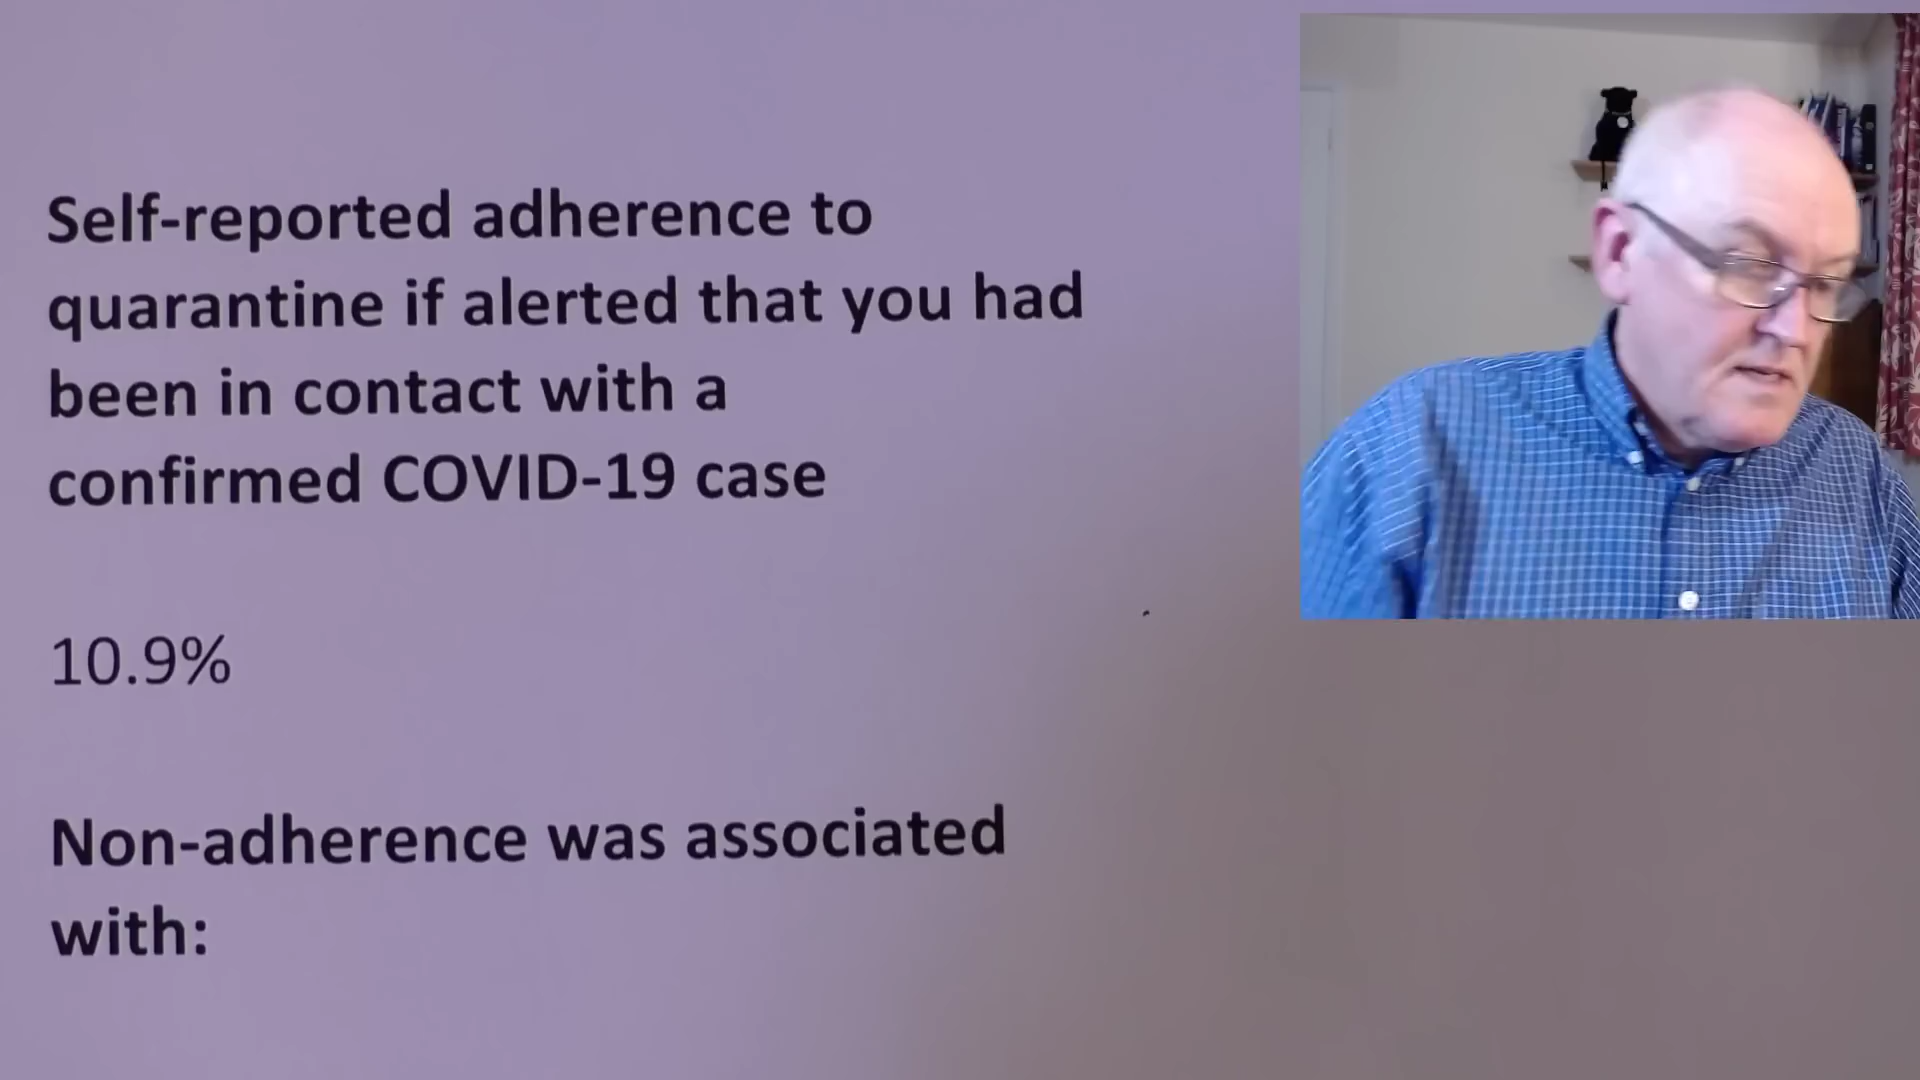 Self-reported adherence to
quarantine if alerted that you had
been in contact with a
confirmed COVID-19 case
10.9%
Non-adherence was associated
with: